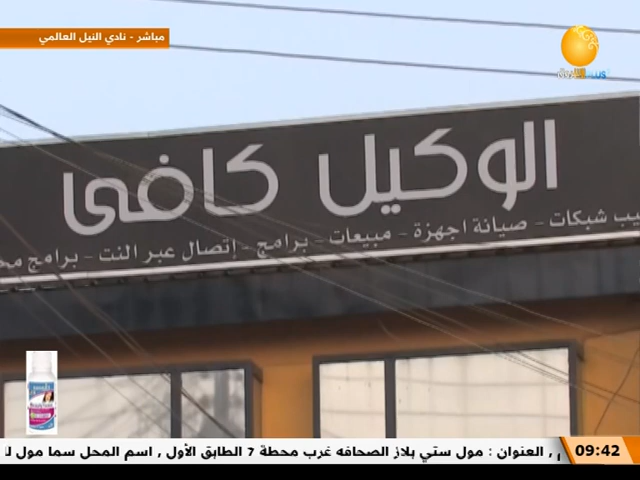 مباشر - نادي النيل العالمي
الوكيل كافى
يب شبكات - صيانة اجهزة - مبيعات - برامج - إتصال عبر النت - برامج
م , العنوان : مول ستي بلاز الصحافه غرب محطة 7 الطابق الأول , اسم المحل سما مول
09:42